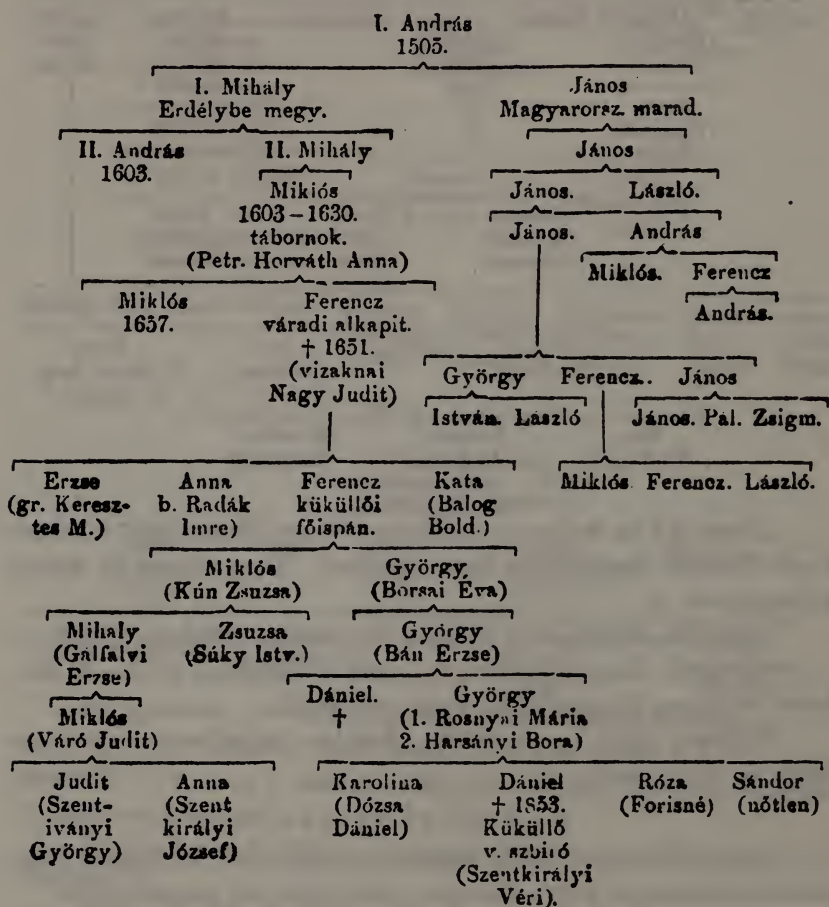 I. András
1505.
I. Mihály János
Erdélybe megy. Magyarorsz. marad.
II. András II. Mihály János
1603.
Miklós János. László.
1603–1630. János. András
tábornok.
(Petr. Horváth Anna) Miklós. Ferencz
Miklós Ferencz András.
1657. váradi alkapit.
† 1651.
(vizaknai György Ferencz. János
Nagy Judit)
István. László János. Pál. Zsigm.
Erzse Anna Ferencz Kata Miklós Ferencz. László.
(gr. Keresz- b. Radák küküllői (Balog
tes M.) Imre) főispán. Bold.)
Miklós György
(Kún Zsuzsa) (Borsai Éva)
Mihaly Zsuzsa György
(Gálfalvi (Súky Istv.) (Bán Erzse)
Erzse)
Dániel. György
Miklós † (1. Rosnyai Mária
(Váró Judit) 2. Harsányi Bora)
Judit Anna Karolina Dániel Róza Sándor
(Szent- (Szent (Dózsa † 1853. (Forisné) (nőtlen)
iványi királyi Dániel) Küküllő
György) József) v. szbiró
(Szentkirályi
Véri).